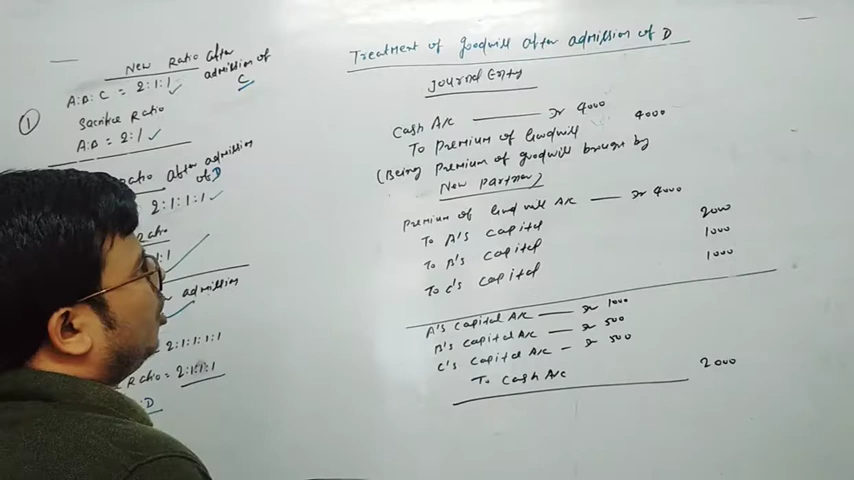 New Ratio after
admission of
C
A:B:C = 2:1:1 ✓
①
Sacrifice Ratio
A:B = 2:1 ✓
Ratio after admission
of D
2:1:1:1 ✓
Ratio
:1
admission
= 2:1:1:1:1
Ratio = 2:1:1:1
:D
Treatment of goodwill after admission of D
Journal Entry
Cash A/c ——— Dr 4000
To Premium of Goodwill 4000
(Being Premium of goodwill brought by
New Partner)
Premium of Goodwill A/c —— Dr 4000
To A's capital 2000
To B's capital 1000
To C's capital 1000
A's capital A/c —— Dr 1000
B's capital A/c —— Dr 500
C's capital A/c — Dr 500
To Cash A/c 2000